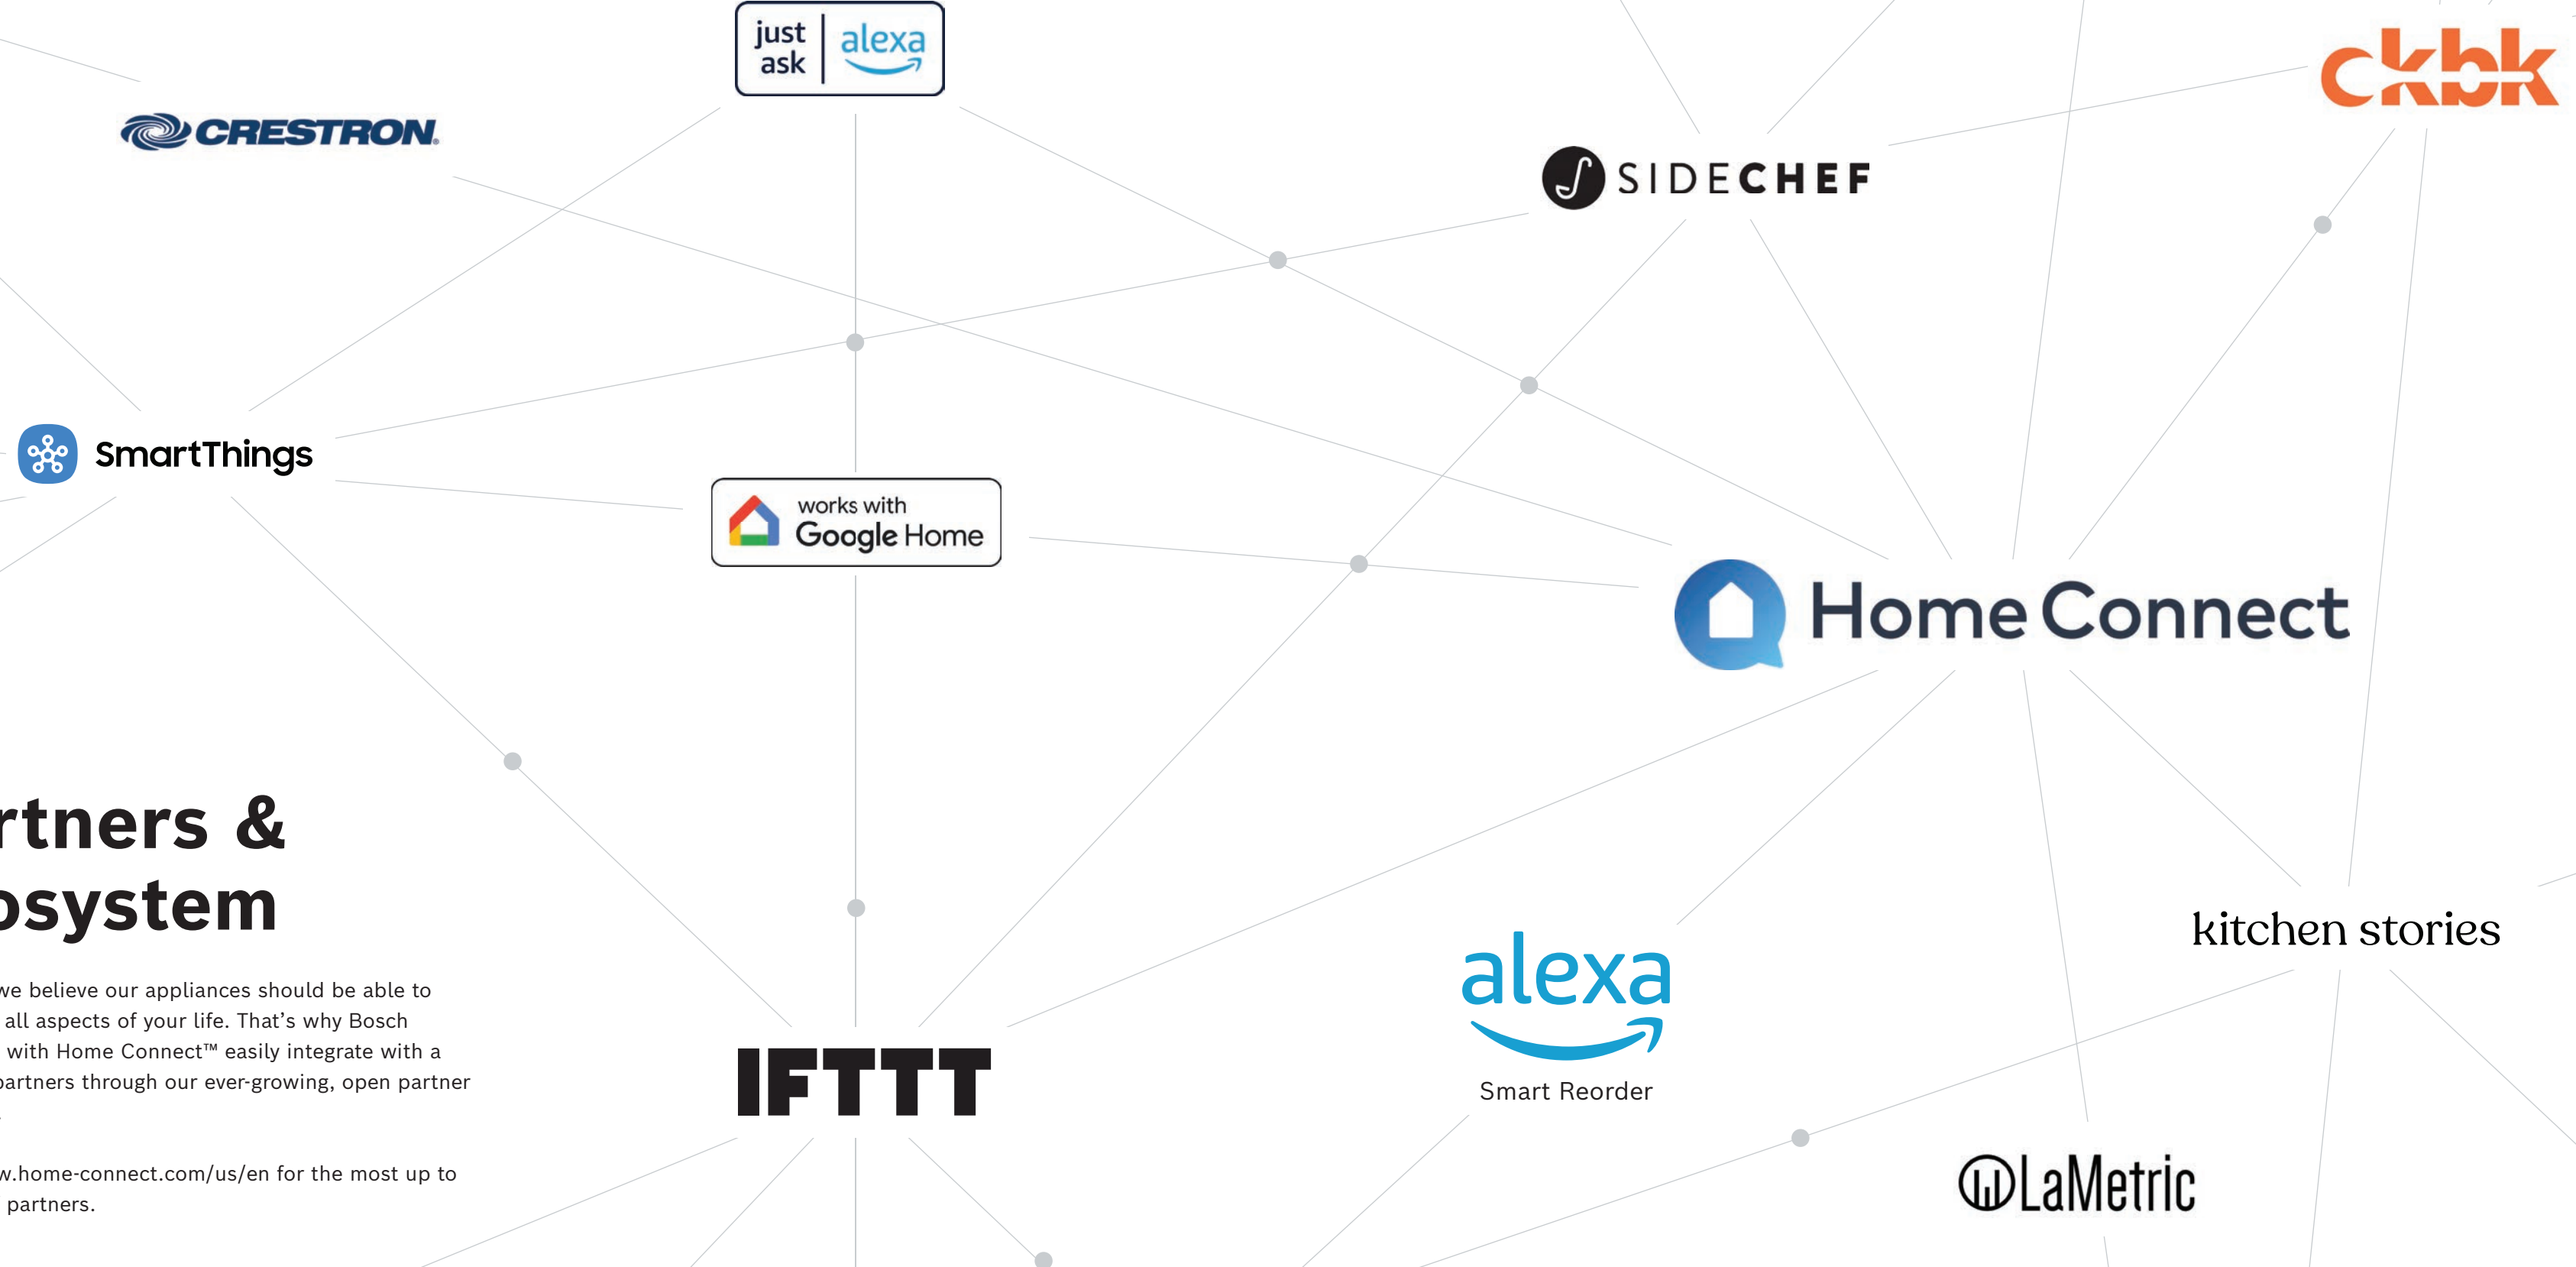 just
ask
alexa
ckbk
CRESTRON®
SIDECHEF
SmartThings
works with
Google Home
Home Connect
rtners &
osystem
we believe our appliances should be able to
all aspects of your life. That's why Bosch
with Home Connect™ easily integrate with a
partners through our ever-growing, open partner
.
w.home-connect.com/us/en for the most up to
partners.
IFTTT
alexa
Smart Reorder
kitchen stories
LaMetric